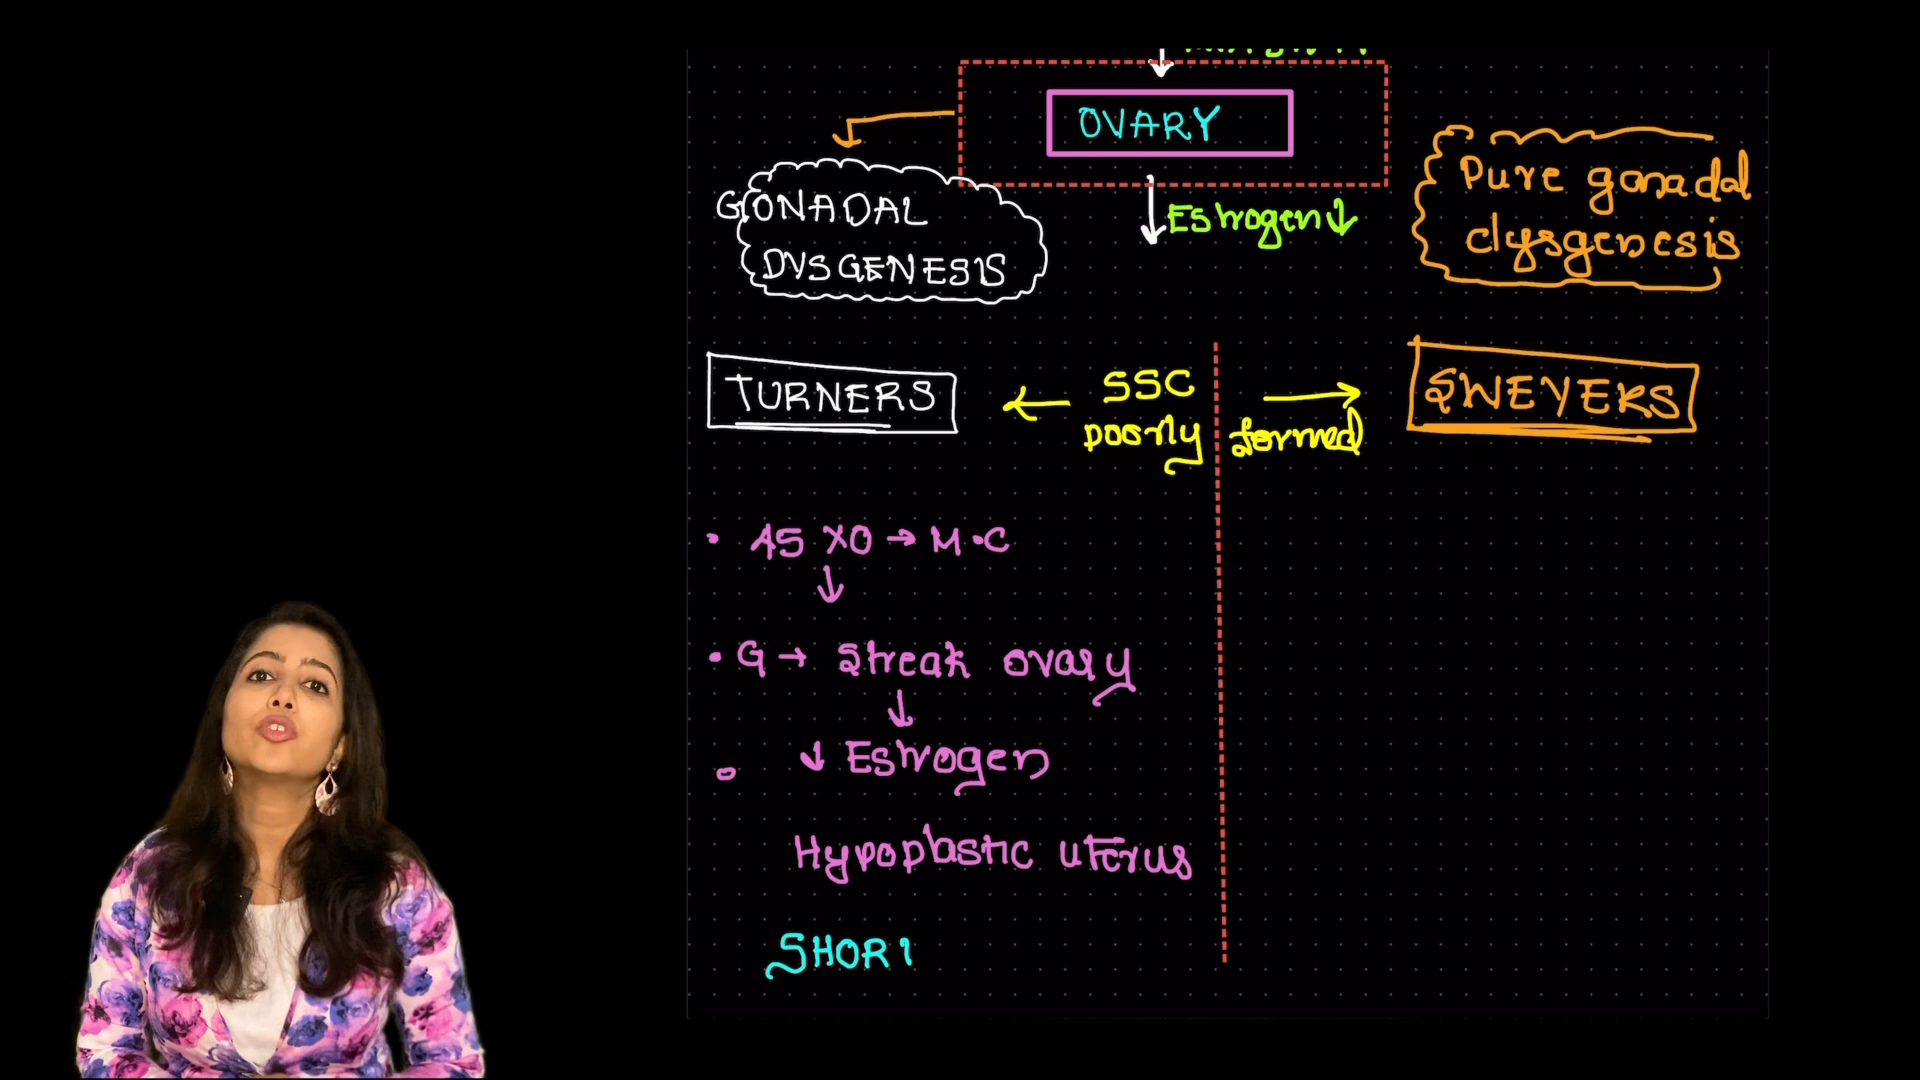 OVARY
Estrogen↓
GONADAL
DYSGENESIS
Pure gonadal
dysgenesis
TURNERS
← SSC →
poorly formed
SWEYERS
• 45 XO → M.C
↓
• G → Streak ovary
↓
↓ Estrogen
Hypoplastic uterus
SHORT